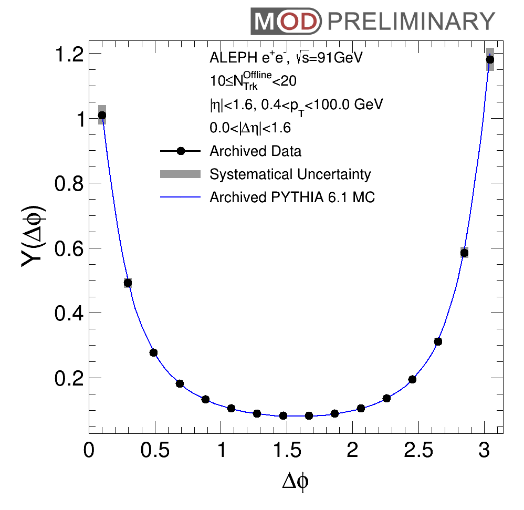 MOD PRELIMINARY
ALEPH e⁺e⁻, √s=91GeV
10≤N_Trk^Offline<20
|η|<1.6, 0.4<p_T<100.0 GeV
0.0<|Δη|<1.6
Archived Data
Systematical Uncertainty
Archived PYTHIA 6.1 MC
Y(Δϕ)
1.2
1
0.8
0.6
0.4
0.2
0 0.5 1 1.5 2 2.5 3
Δϕ